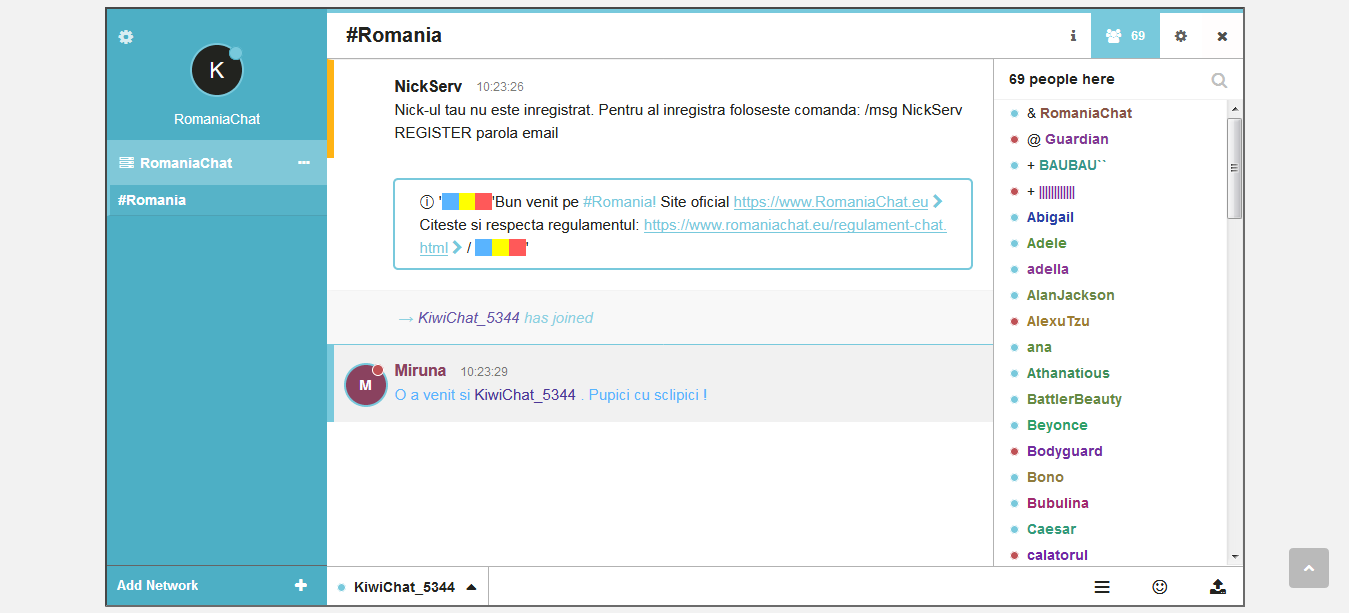 K
RomaniaChat
RomaniaChat
#Romania
Add Network
#Romania
69
NickServ 10:23:26
Nick-ul tau nu este inregistrat. Pentru al inregistra foloseste comanda: /msg NickServ
REGISTER parola email
''Bun venit pe #Romania! Site oficial https://www.RomaniaChat.eu
Citeste si respecta regulamentul: https://www.romaniachat.eu/regulament-chat.
html / '
→ KiwiChat_5344 has joined
M
Miruna 10:23:29
O a venit si KiwiChat_5344 . Pupici cu sclipici !
KiwiChat_5344
69 people here
& RomaniaChat
@ Guardian
+ BAUBAU``
+ |||||||||||
Abigail
Adele
adella
AlanJackson
AlexuTzu
ana
Athanatious
BattlerBeauty
Beyonce
Bodyguard
Bono
Bubulina
Caesar
calatorul